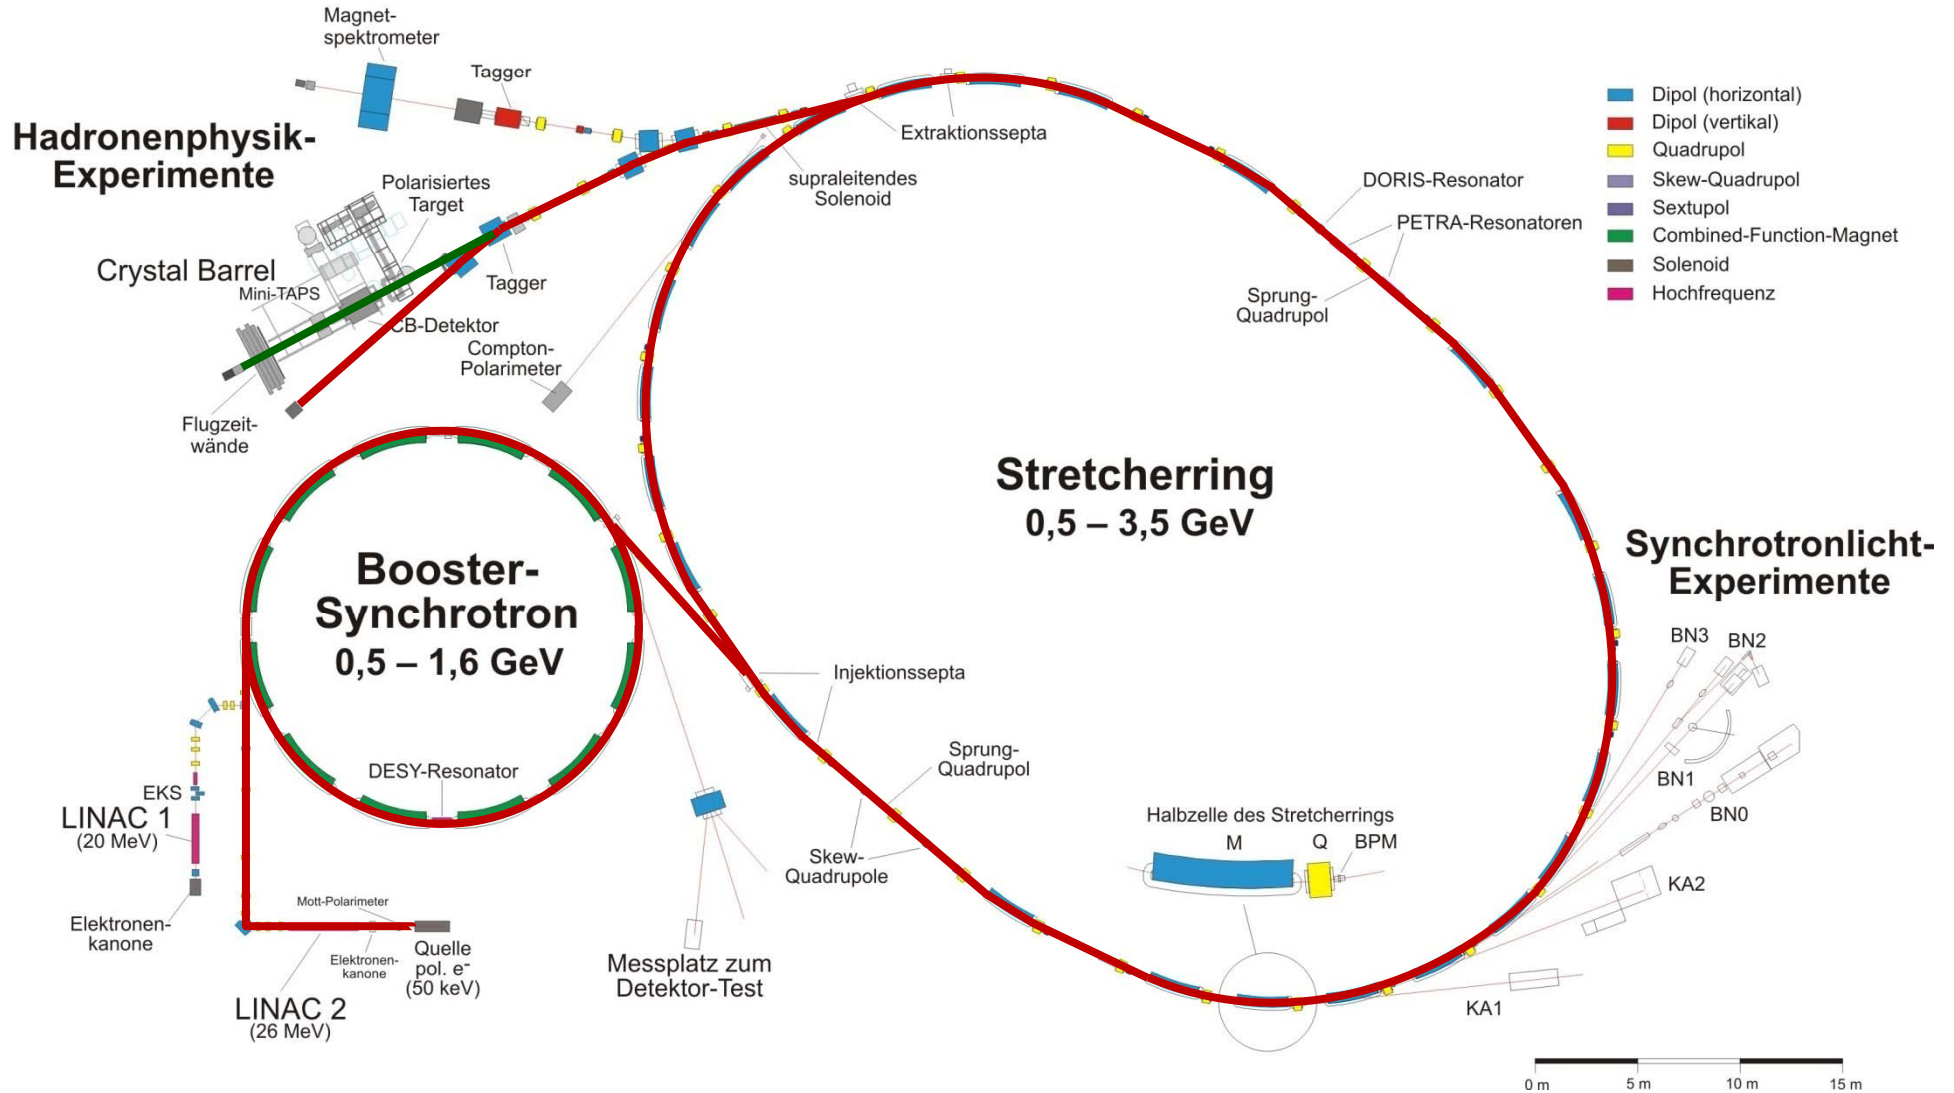 Magnet-
spektrometer
Tagger
Hadronenphysik-
Experimente
Polarisiertes
Target
Crystal Barrel
Mini-TAPS
Tagger
CB-Detektor
Flugzeit-
wände
Compton-
Polarimeter
supraleitendes
Solenoid
Extraktionssepta
DORIS-Resonator
PETRA-Resonatoren
Sprung-
Quadrupol
Dipol (horizontal)
Dipol (vertikal)
Quadrupol
Skew-Quadrupol
Sextupol
Combined-Function-Magnet
Solenoid
Hochfrequenz
Stretcherring
0,5 – 3,5 GeV
Booster-
Synchrotron
0,5 – 1,6 GeV
DESY-Resonator
Injektionssepta
Sprung-
Quadrupol
Skew-
Quadrupole
Synchrotronlicht-
Experimente
BN3
BN2
BN1
BN0
KA2
KA1
Halbzelle des Stretcherrings
M
Q
BPM
EKS
LINAC 1
(20 MeV)
Elektronen-
kanone
Mott-Polarimeter
Elektronen-
kanone
Quelle
pol. e-
(50 keV)
LINAC 2
(26 MeV)
Messplatz zum
Detektor-Test
0 m
5 m
10 m
15 m